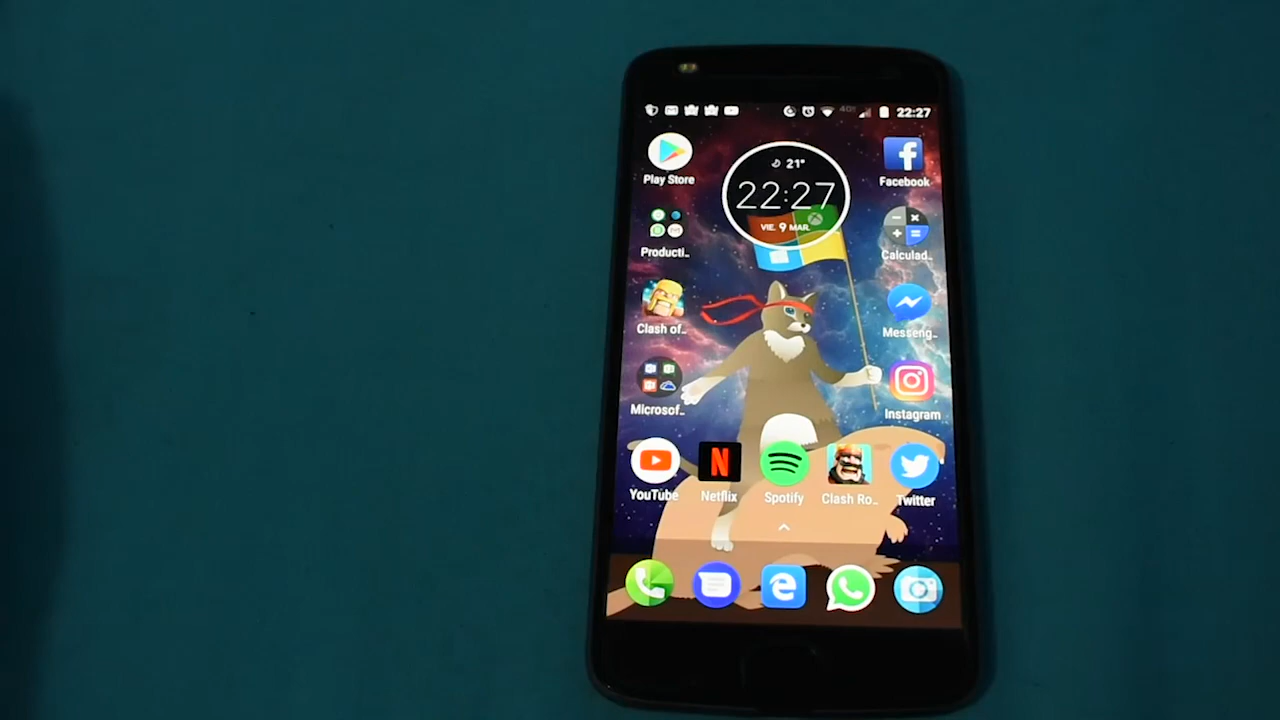 22:27
Play Store
21°
22:27
VIE. 9 MAR.
Facebook
Producti..
Calculad..
Clash of..
Messeng..
Microsof..
Instagram
YouTube
Netflix
Spotify
Clash Ro..
Twitter